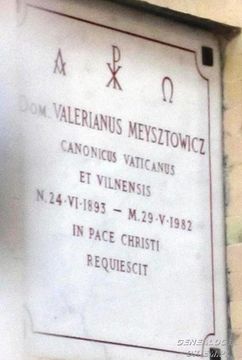 Α ☧ Ω
DOM. VALERIANUS MEYSZTOWICZ
CANONICUS VATICANUS
ET VILNENSIS
N.24-VI-1893 — M.29-V-1982
IN PACE CHRISTI
REQUIESCIT